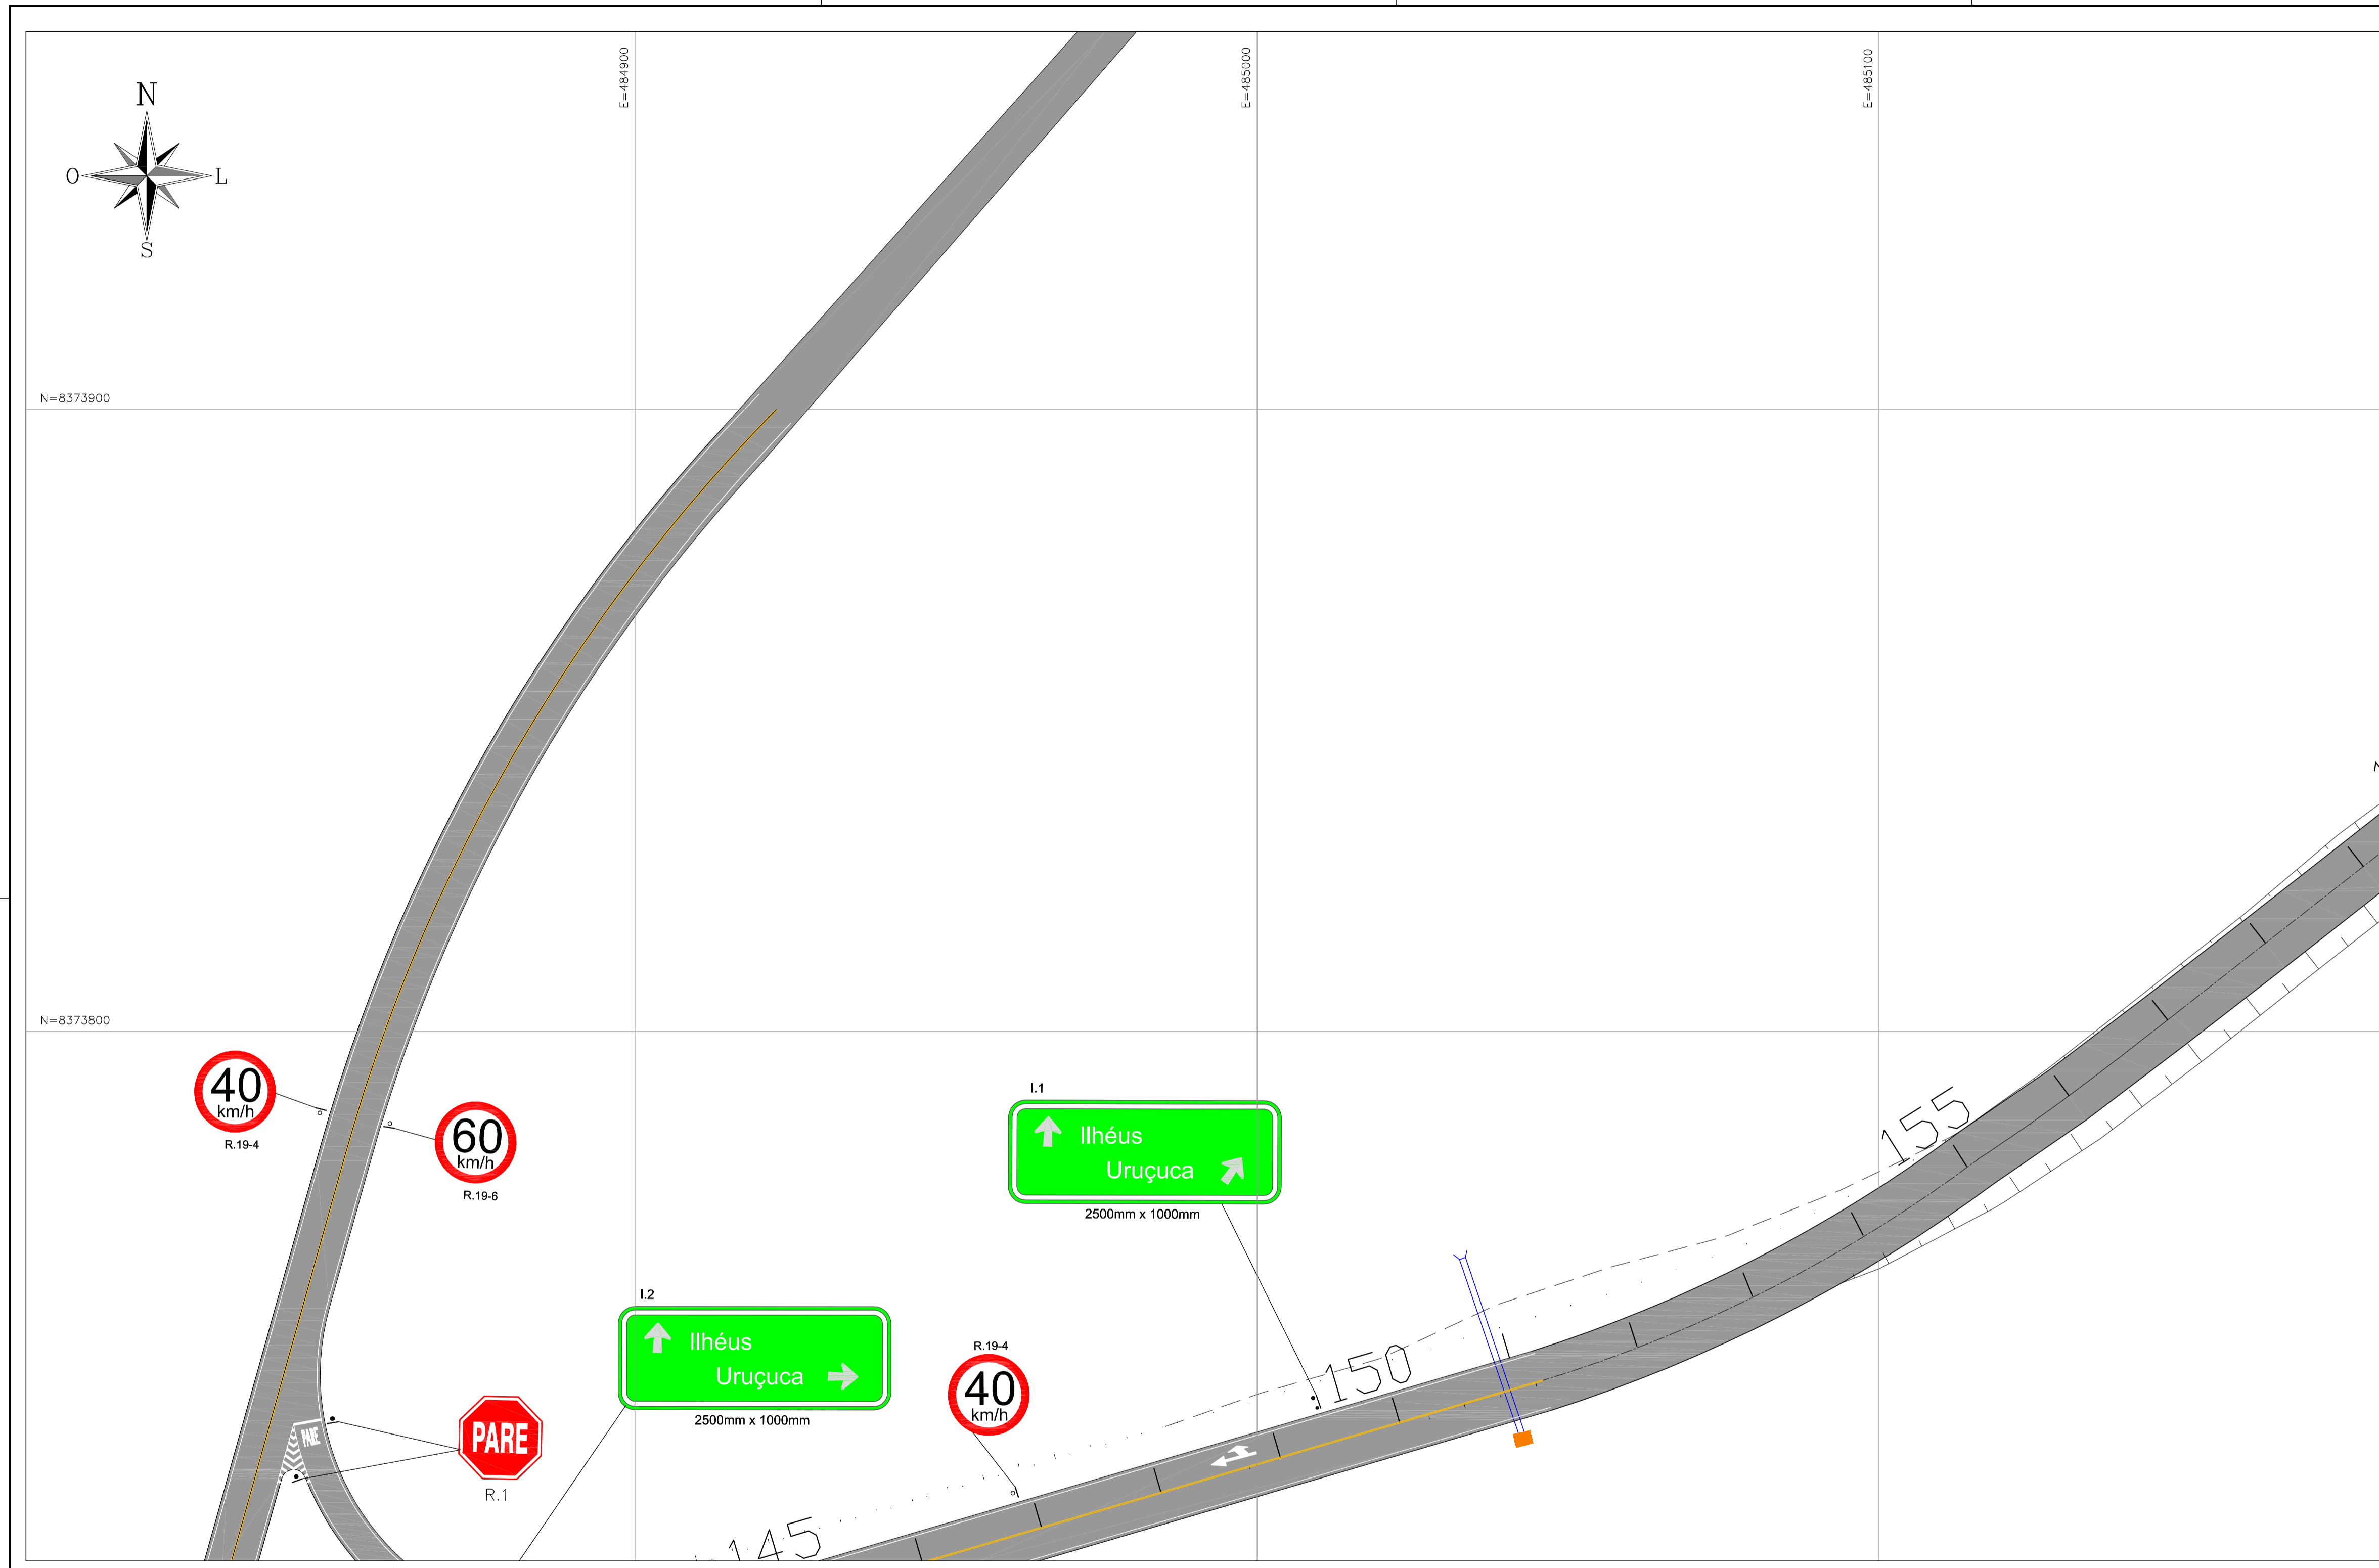 E=484900
E=485000
E=485100
N
O
L
S
N=8373900
N=8373800
40
km/h
R.19-4
60
km/h
R.19-6
I.1
Ilhéus
Uruçuca
2500mm x 1000mm
155
I.2
Ilhéus
Uruçuca
2500mm x 1000mm
R.19-4
40
km/h
150
PARE
PARE
R.1
145